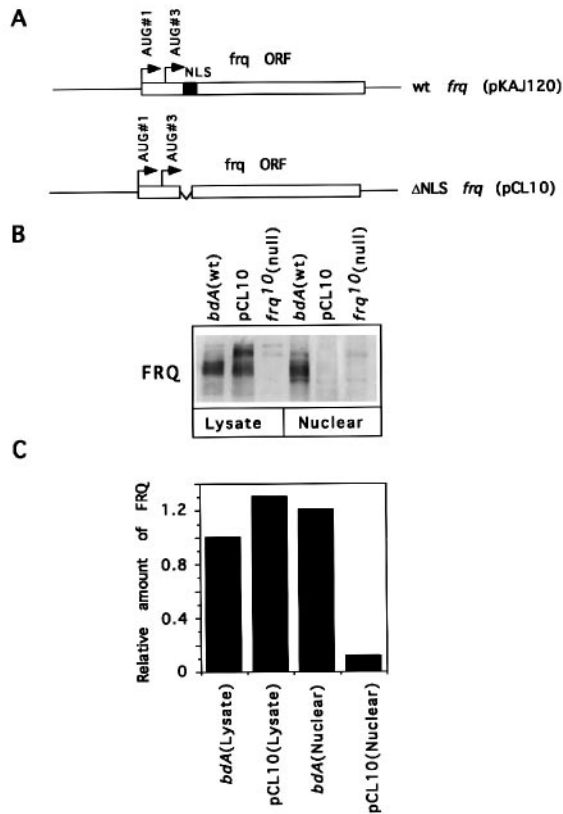 A
AUG#1
AUG#3
frq ORF
NLS
wt frq (pKAJ120)
AUG#1
AUG#3
frq ORF
ΔNLS frq (pCL10)
B
bdA(wt)
pCL10
frq10(null)
bdA(wt)
pCL10
frq10(null)
FRQ
Lysate
Nuclear
C
Relative amount of FRQ
1.2
0.8
0.4
0
bdA(Lysate)
pCL10(Lysate)
bdA(Nuclear)
pCL10(Nuclear)